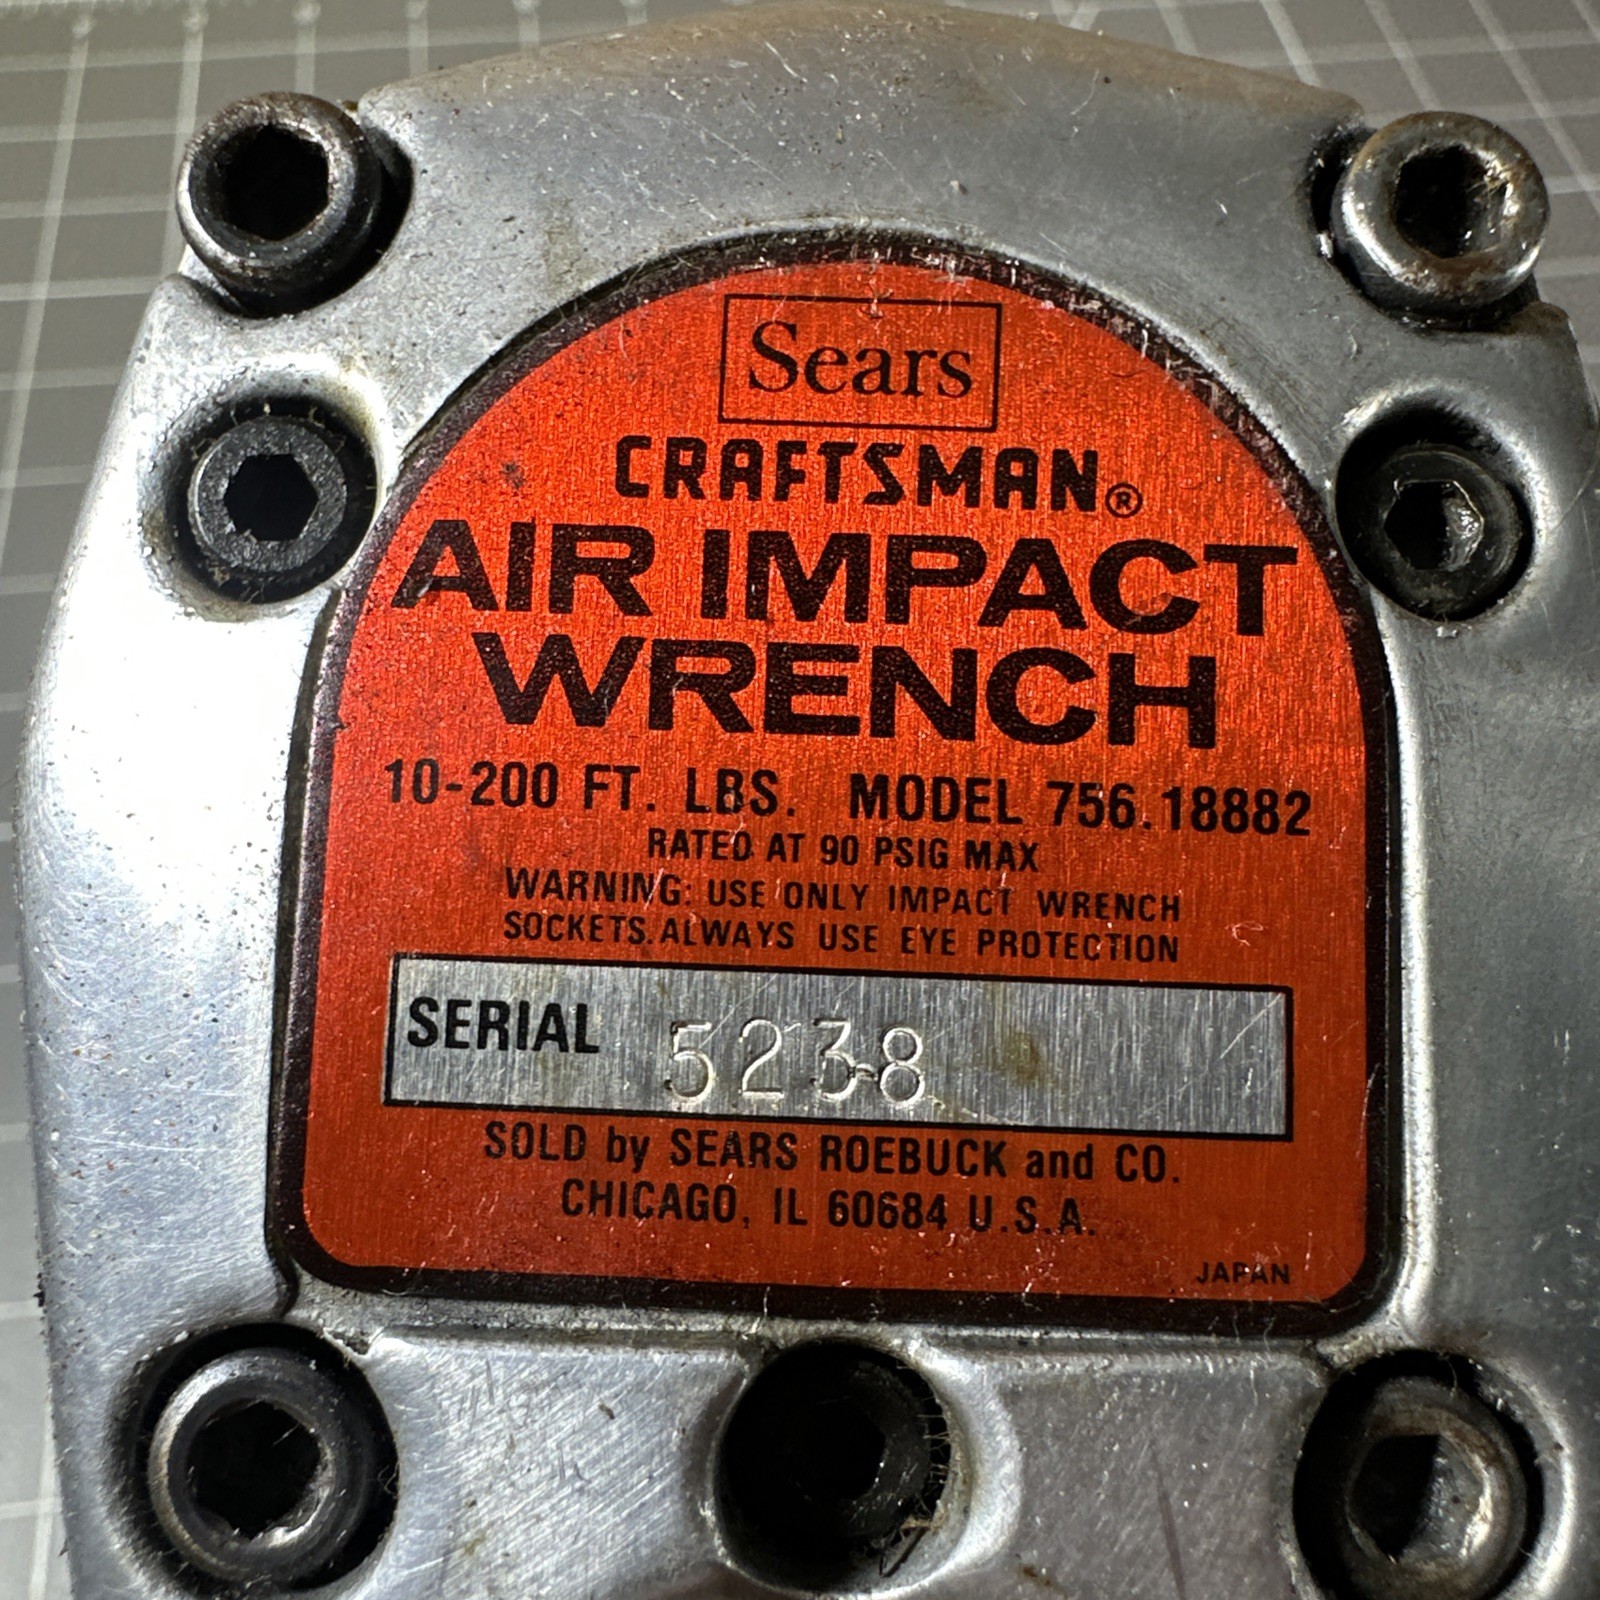 Sears
CRAFTSMAN®
AIR IMPACT
WRENCH
10-200 FT. LBS. MODEL 756.18882
RATED AT 90 PSIG MAX
WARNING: USE ONLY IMPACT WRENCH
SOCKETS. ALWAYS USE EYE PROTECTION
SERIAL 5238
SOLD by SEARS ROEBUCK and CO.
CHICAGO, IL 60684 U.S.A.
JAPAN